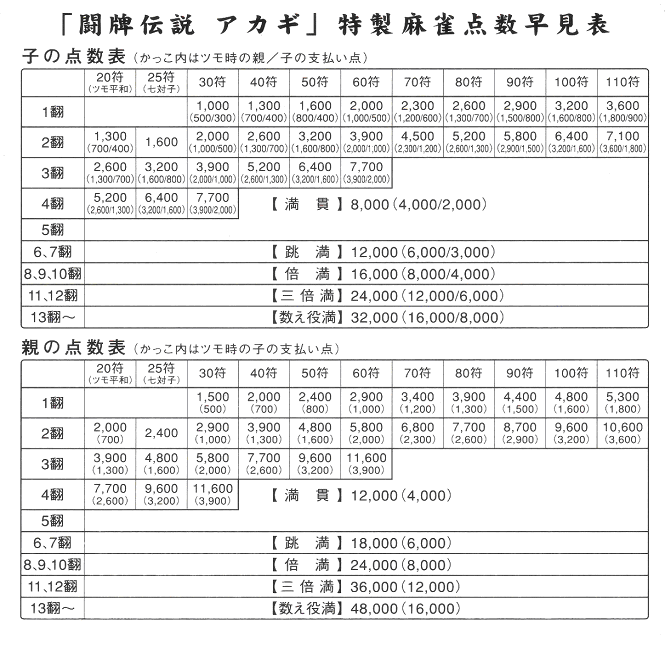 「闘牌伝説 アカギ」特製麻雀点数早見表
子の点数表(かっこ内はツモ時の親／子の支払い点)
20符 25符 30符 40符 50符 60符 70符 80符 90符 100符 110符
(ツモ平和) (七対子)
1翻 1,000 1,300 1,600 2,000 2,300 2,600 2,900 3,200 3,600
(500/300) (700/400) (800/400) (1,000/500) (1,200/600) (1,300/700) (1,500/800) (1,600/800) (1,800/900)
2翻 1,300 1,600 2,000 2,600 3,200 3,900 4,500 5,200 5,800 6,400 7,100
(700/400) (1,000/500) (1,300/700) (1,600/800) (2,000/1,000) (2,300/1,200) (2,600/1,300) (2,900/1,500) (3,200/1,600) (3,600/1,800)
3翻 2,600 3,200 3,900 5,200 6,400 7,700
(1,300/700) (1,600/800) (2,000/1,000) (2,600/1,300) (3,200/1,600) (3,900/2,000)
4翻 5,200 6,400 7,700 【満 貫】8,000(4,000/2,000)
(2,600/1,300) (3,200/1,600) (3,900/2,000)
5翻
6、7翻 【跳 満】12,000(6,000/3,000)
8、9、10翻 【倍 満】16,000(8,000/4,000)
11、12翻 【三倍満】24,000(12,000/6,000)
13翻～ 【数え役満】32,000(16,000/8,000)
親の点数表(かっこ内はツモ時の子の支払い点)
20符 25符 30符 40符 50符 60符 70符 80符 90符 100符 110符
(ツモ平和) (七対子)
1翻 1,500 2,000 2,400 2,900 3,400 3,900 4,400 4,800 5,300
(500) (700) (800) (1,000) (1,200) (1,300) (1,500) (1,600) (1,800)
2翻 2,000 2,400 2,900 3,900 4,800 5,800 6,800 7,700 8,700 9,600 10,600
(700) (1,000) (1,300) (1,600) (2,000) (2,300) (2,600) (2,900) (3,200) (3,600)
3翻 3,900 4,800 5,800 7,700 9,600 11,600
(1,300) (1,600) (2,000) (2,600) (3,200) (3,900)
4翻 7,700 9,600 11,600 【満 貫】12,000(4,000)
(2,600) (3,200) (3,900)
5翻
6、7翻 【跳 満】18,000(6,000)
8、9、10翻 【倍 満】24,000(8,000)
11、12翻 【三倍満】36,000(12,000)
13翻～ 【数え役満】48,000(16,000)